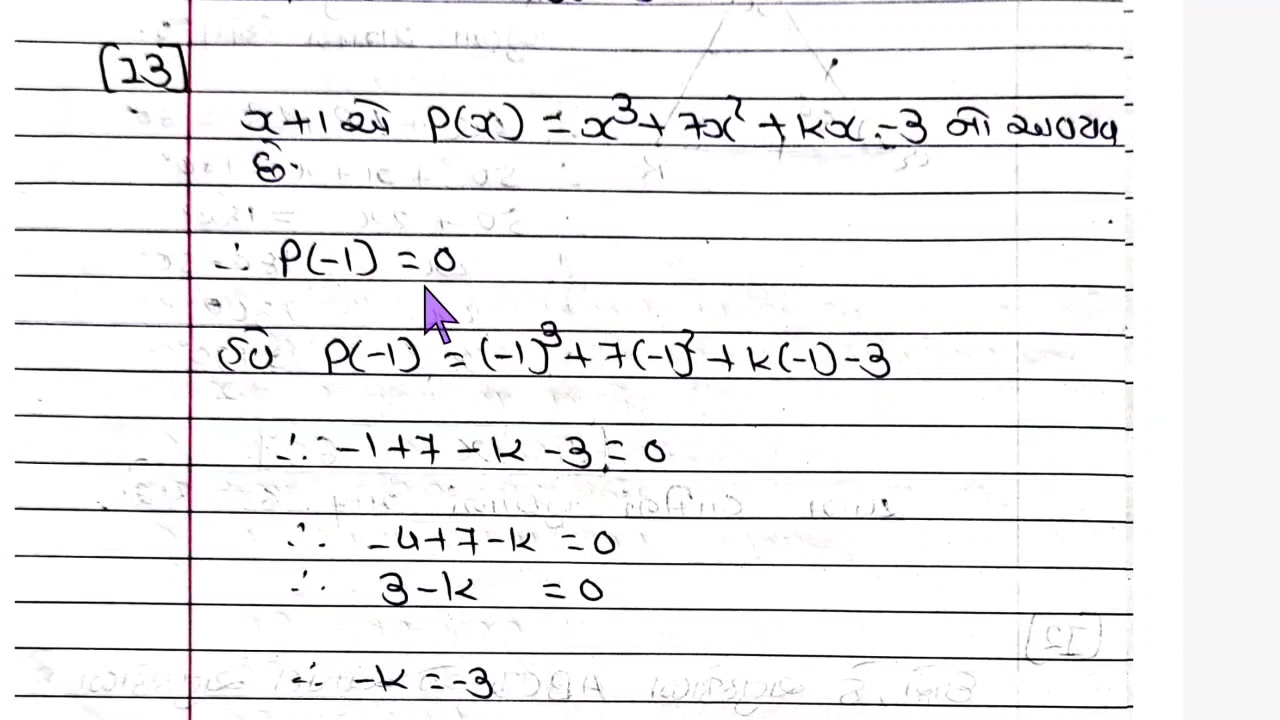 [13]
x+1 એ P(x) = x³ + 7x² + kx - 3 નો અવયવ
છે.
∴ P(-1) = 0
હવે P(-1) = (-1)³ + 7(-1)² + k(-1) - 3
∴ -1 + 7 - k - 3 = 0
∴ -4 + 7 - k = 0
∴ 3 - k = 0
∴ -k = -3